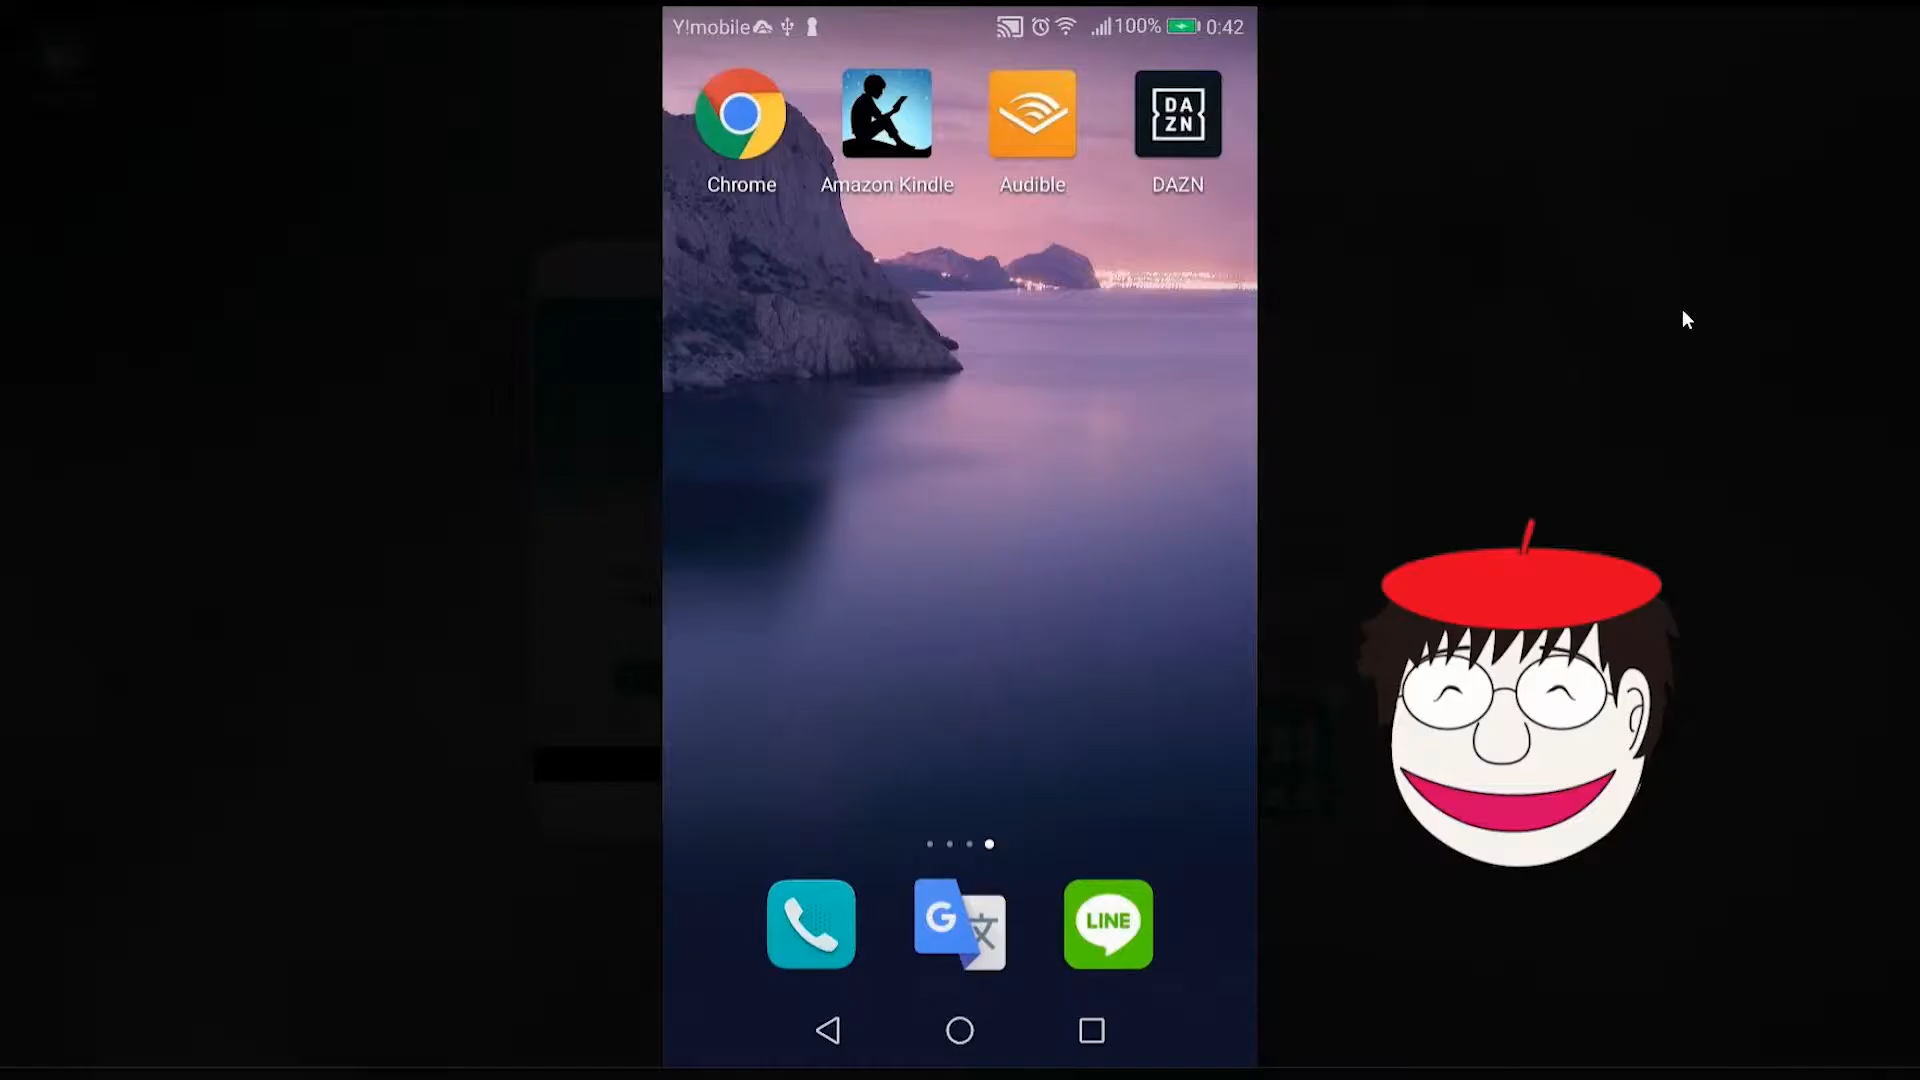 Y!mobile 100% 0:42
Chrome Amazon Kindle Audible DAZN
DA
ZN
G 文
LINE